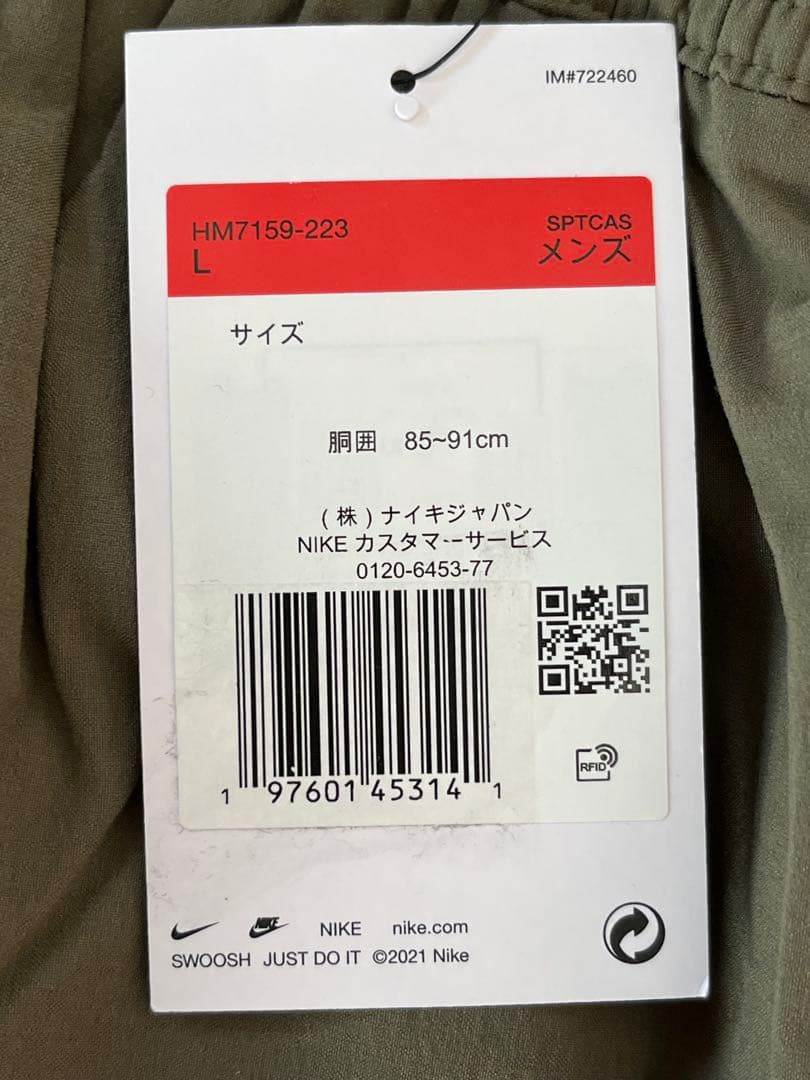 IM#722460
HM7159-223
SPTCAS
L
メンズ
サイズ
胴囲 85~91cm
(株)ナイキジャパン
NIKE カスタマーサービス
0120-6453-77
RFID
1 97601 45314 1
NIKE NIKE nike.com
SWOOSH JUST DO IT ©2021 Nike